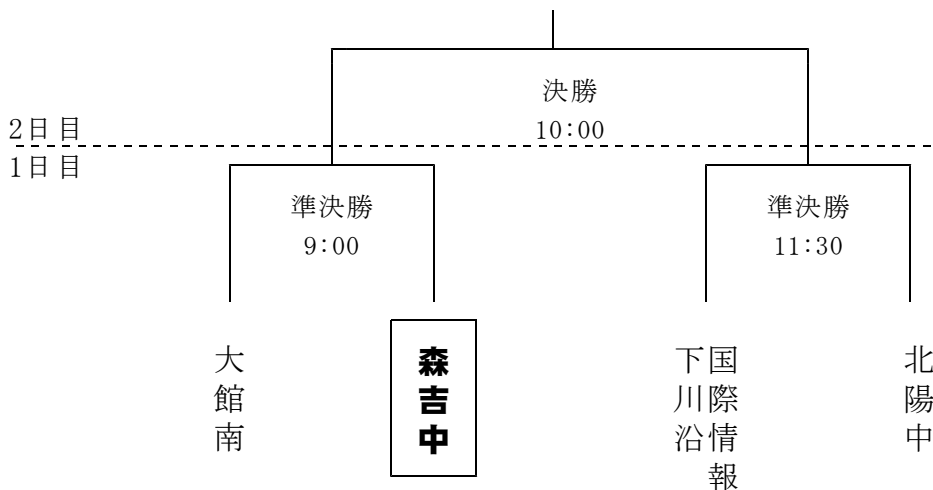 決勝
10:00
2日目
1日目
準決勝
9:00
準決勝
11:30
大館南
森吉中
国際情報
下川沿
北陽中